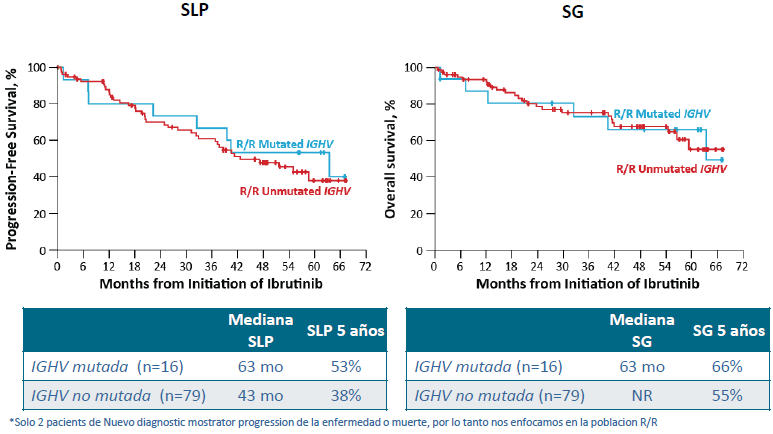 SLP
Progression-Free Survival, %
100
80
60
40
20
0
R/R Mutated IGHV
R/R Unmutated IGHV
0 6 12 18 24 30 36 42 48 54 60 66 72
Months from Initiation of Ibrutinib
SG
Overall survival, %
100
80
60
40
20
0
R/R Mutated IGHV
R/R Unmutated IGHV
0 6 12 18 24 30 36 42 48 54 60 66 72
Months from Initiation of Ibrutinib
Mediana SLP SLP 5 años
IGHV mutada (n=16) 63 mo 53%
IGHV no mutada (n=79) 43 mo 38%
Mediana SG SG 5 años
IGHV mutada (n=16) 63 mo 66%
IGHV no mutada (n=79) NR 55%
*Solo 2 pacients de Nuevo diagnostic mostrator progression de la enfermedad o muerte, por lo tanto nos enfocamos en la poblacion R/R